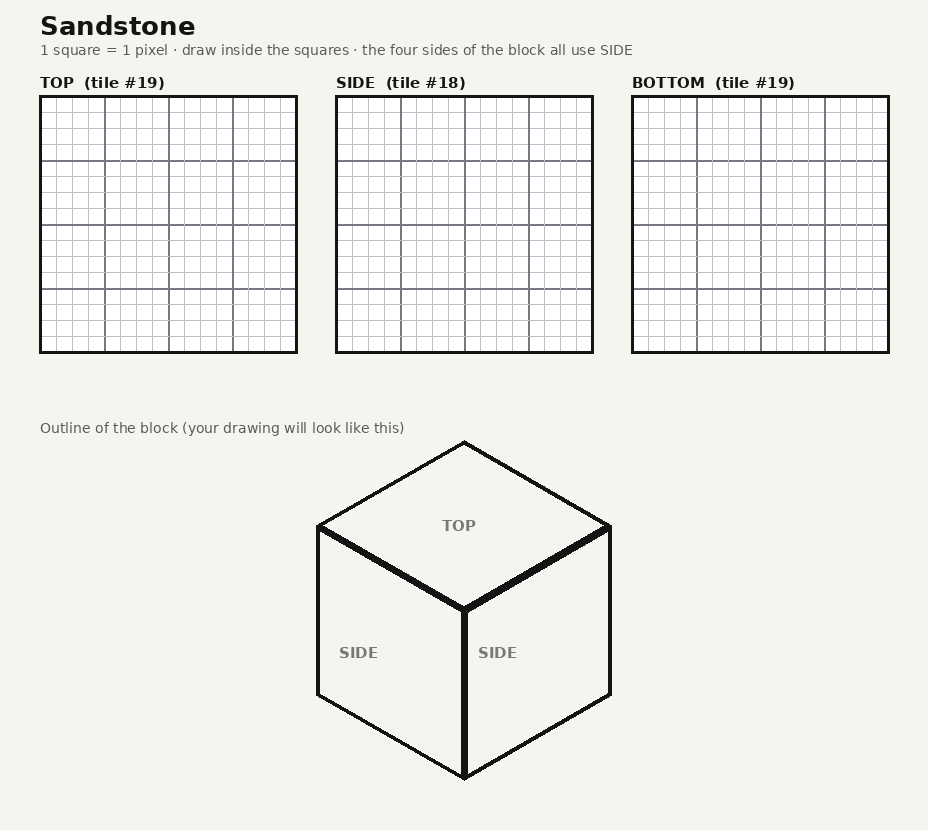 Sandstone
1 square = 1 pixel · draw inside the squares · the four sides of the block all use SIDE
TOP (tile #19)
SIDE (tile #18)
BOTTOM (tile #19)
Outline of the block (your drawing will look like this)
TOP
SIDE
SIDE